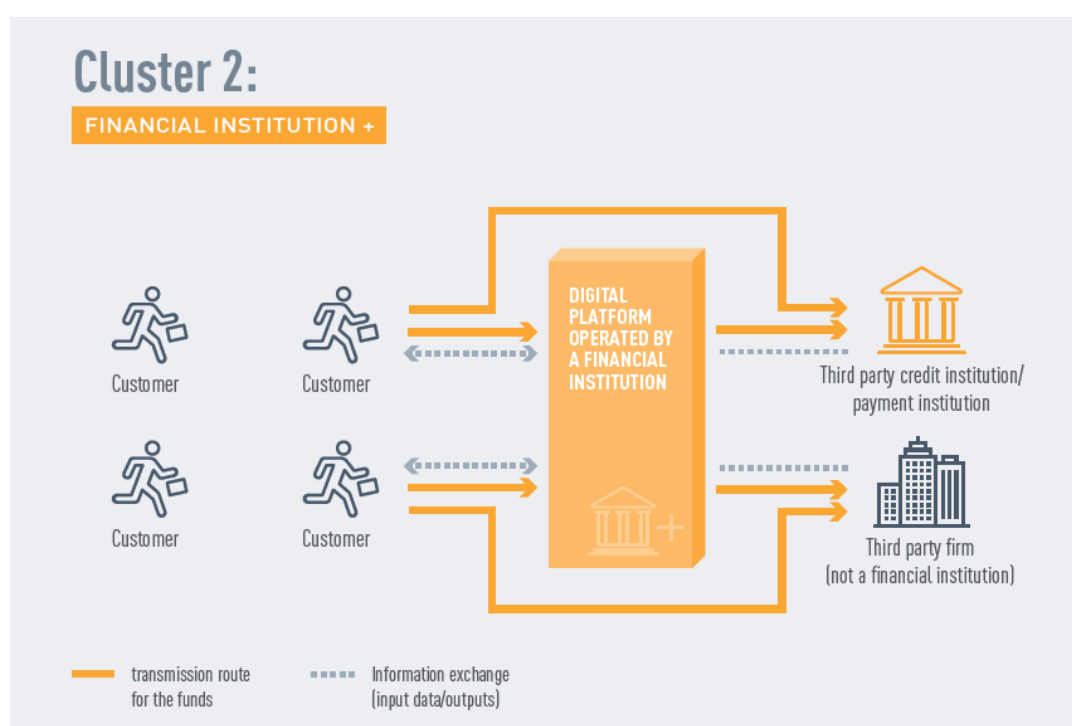 Cluster 2:
FINANCIAL INSTITUTION +
DIGITAL
PLATFORM
OPERATED BY
A FINANCIAL
INSTITUTION
Customer
Customer
Third party credit institution/
payment institution
Customer
Customer
Third party firm
(not a financial institution)
transmission route
for the funds
Information exchange
(input data/outputs)